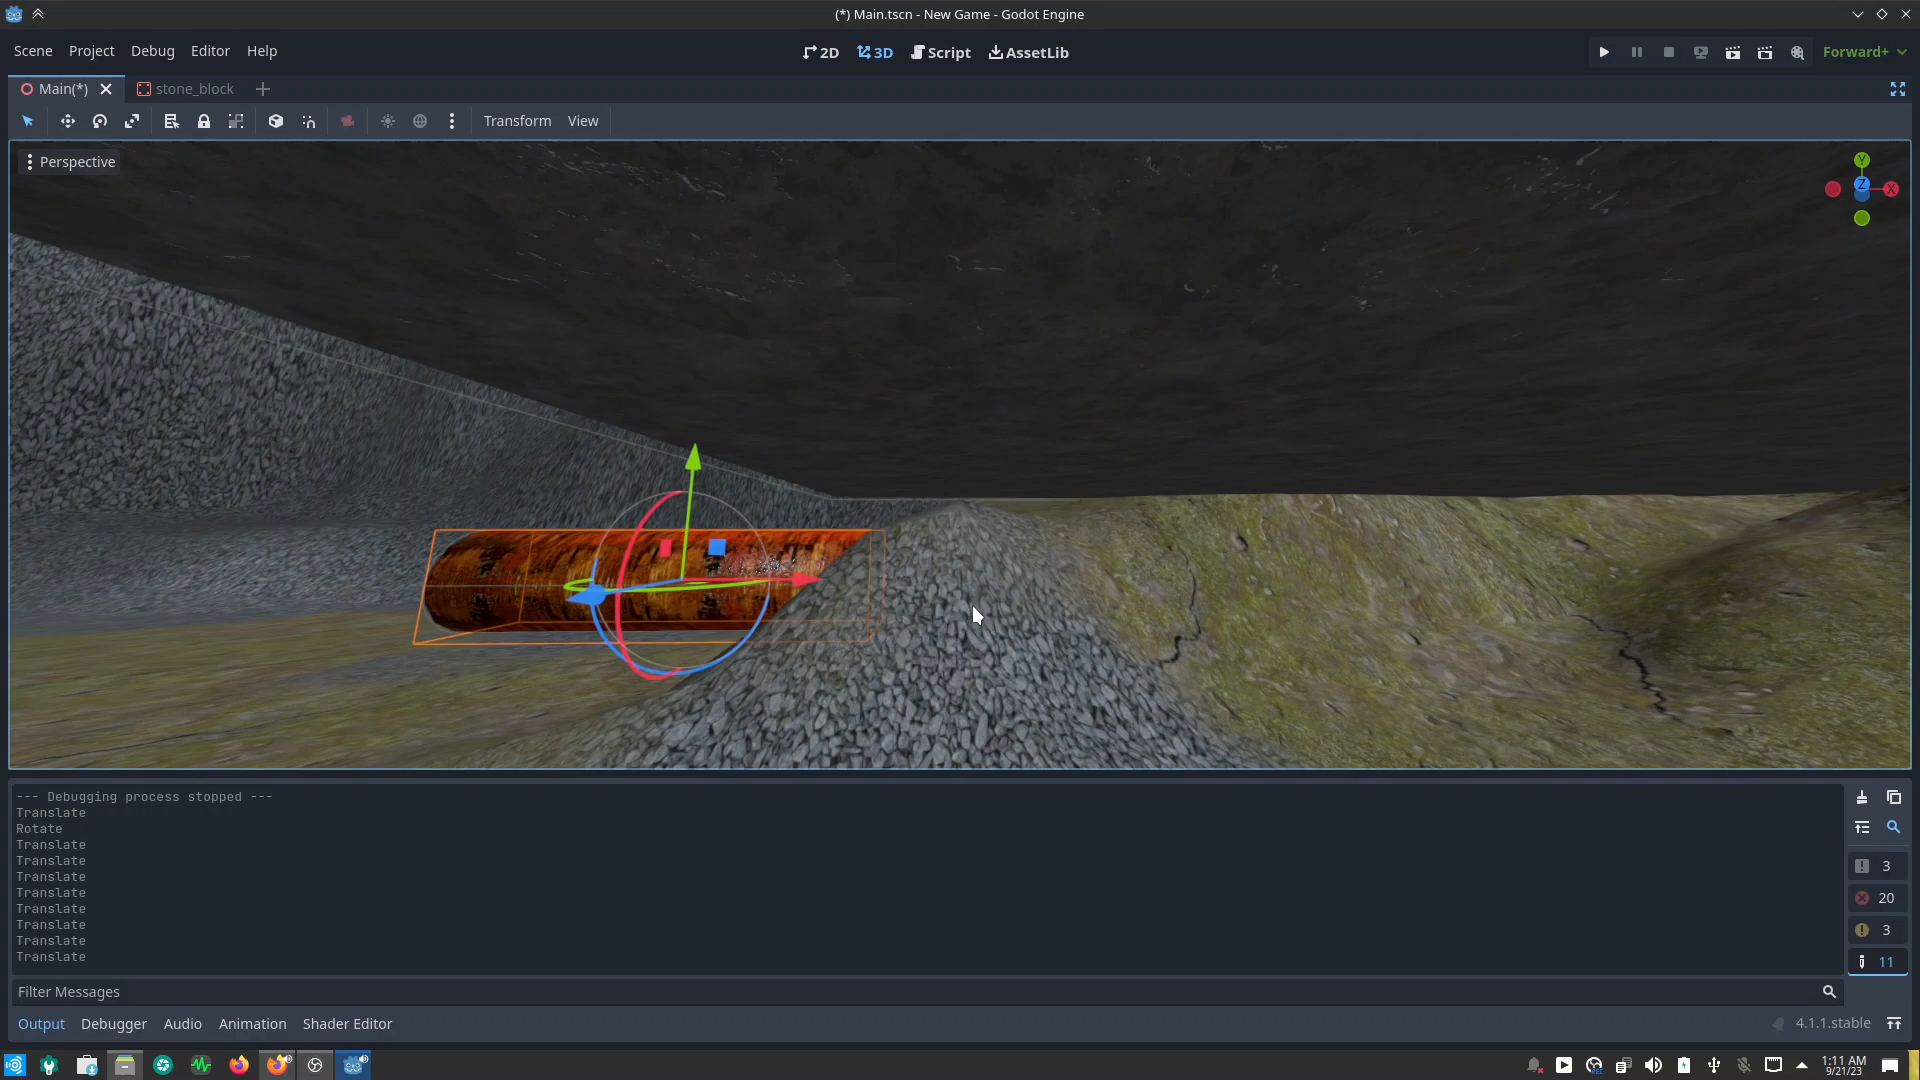 (*) Main.tscn - New Game - Godot Engine
Scene Project Debug Editor Help
2D 3D Script AssetLib
Forward+
Main(*) stone_block
Transform View
Perspective
Y
Z X
--- Debugging process stopped ---
Translate
Rotate
Translate
Translate
Translate
Translate
Translate
Translate
Translate
Translate
3
20
3
11
Filter Messages
Output Debugger Audio Animation Shader Editor
4.1.1.stable
1:11 AM
9/21/23